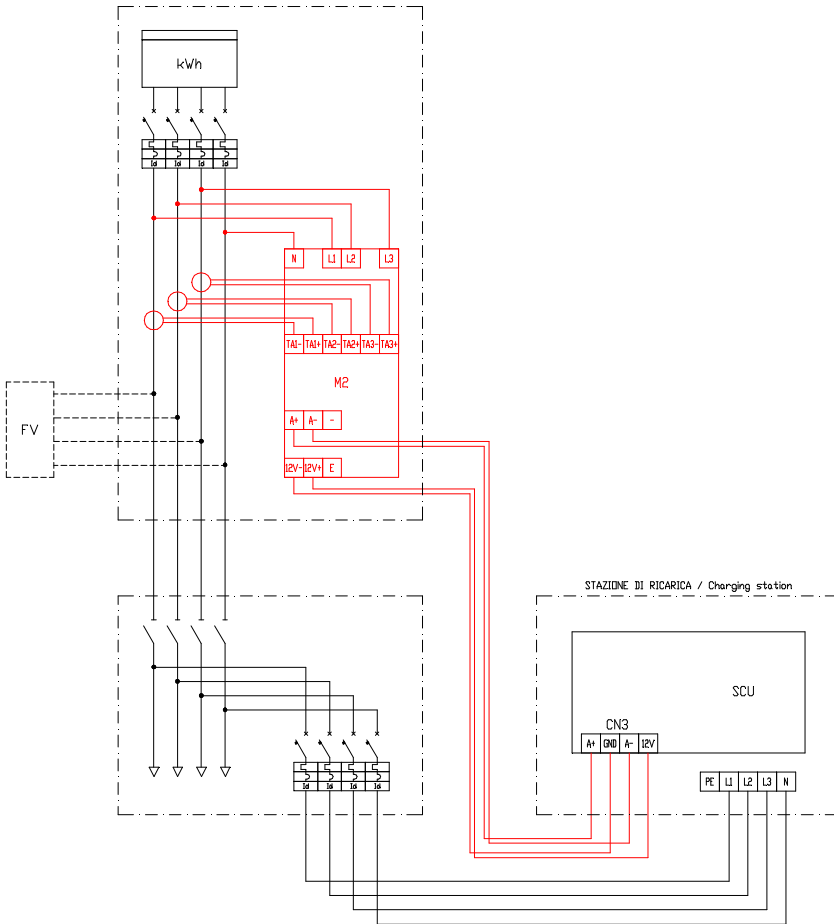 kWh
Id Id Id Id
N L1 L2 L3
TA1- TA1+ TA2- TA2+ TA3- TA3+
M2
FV
A+ A- -
12V- 12V+ E
STAZIONE DI RICARICA / Charging station
SCU
CN3
A+ GND A- 12V
Id Id Id Id
PE L1 L2 L3 N